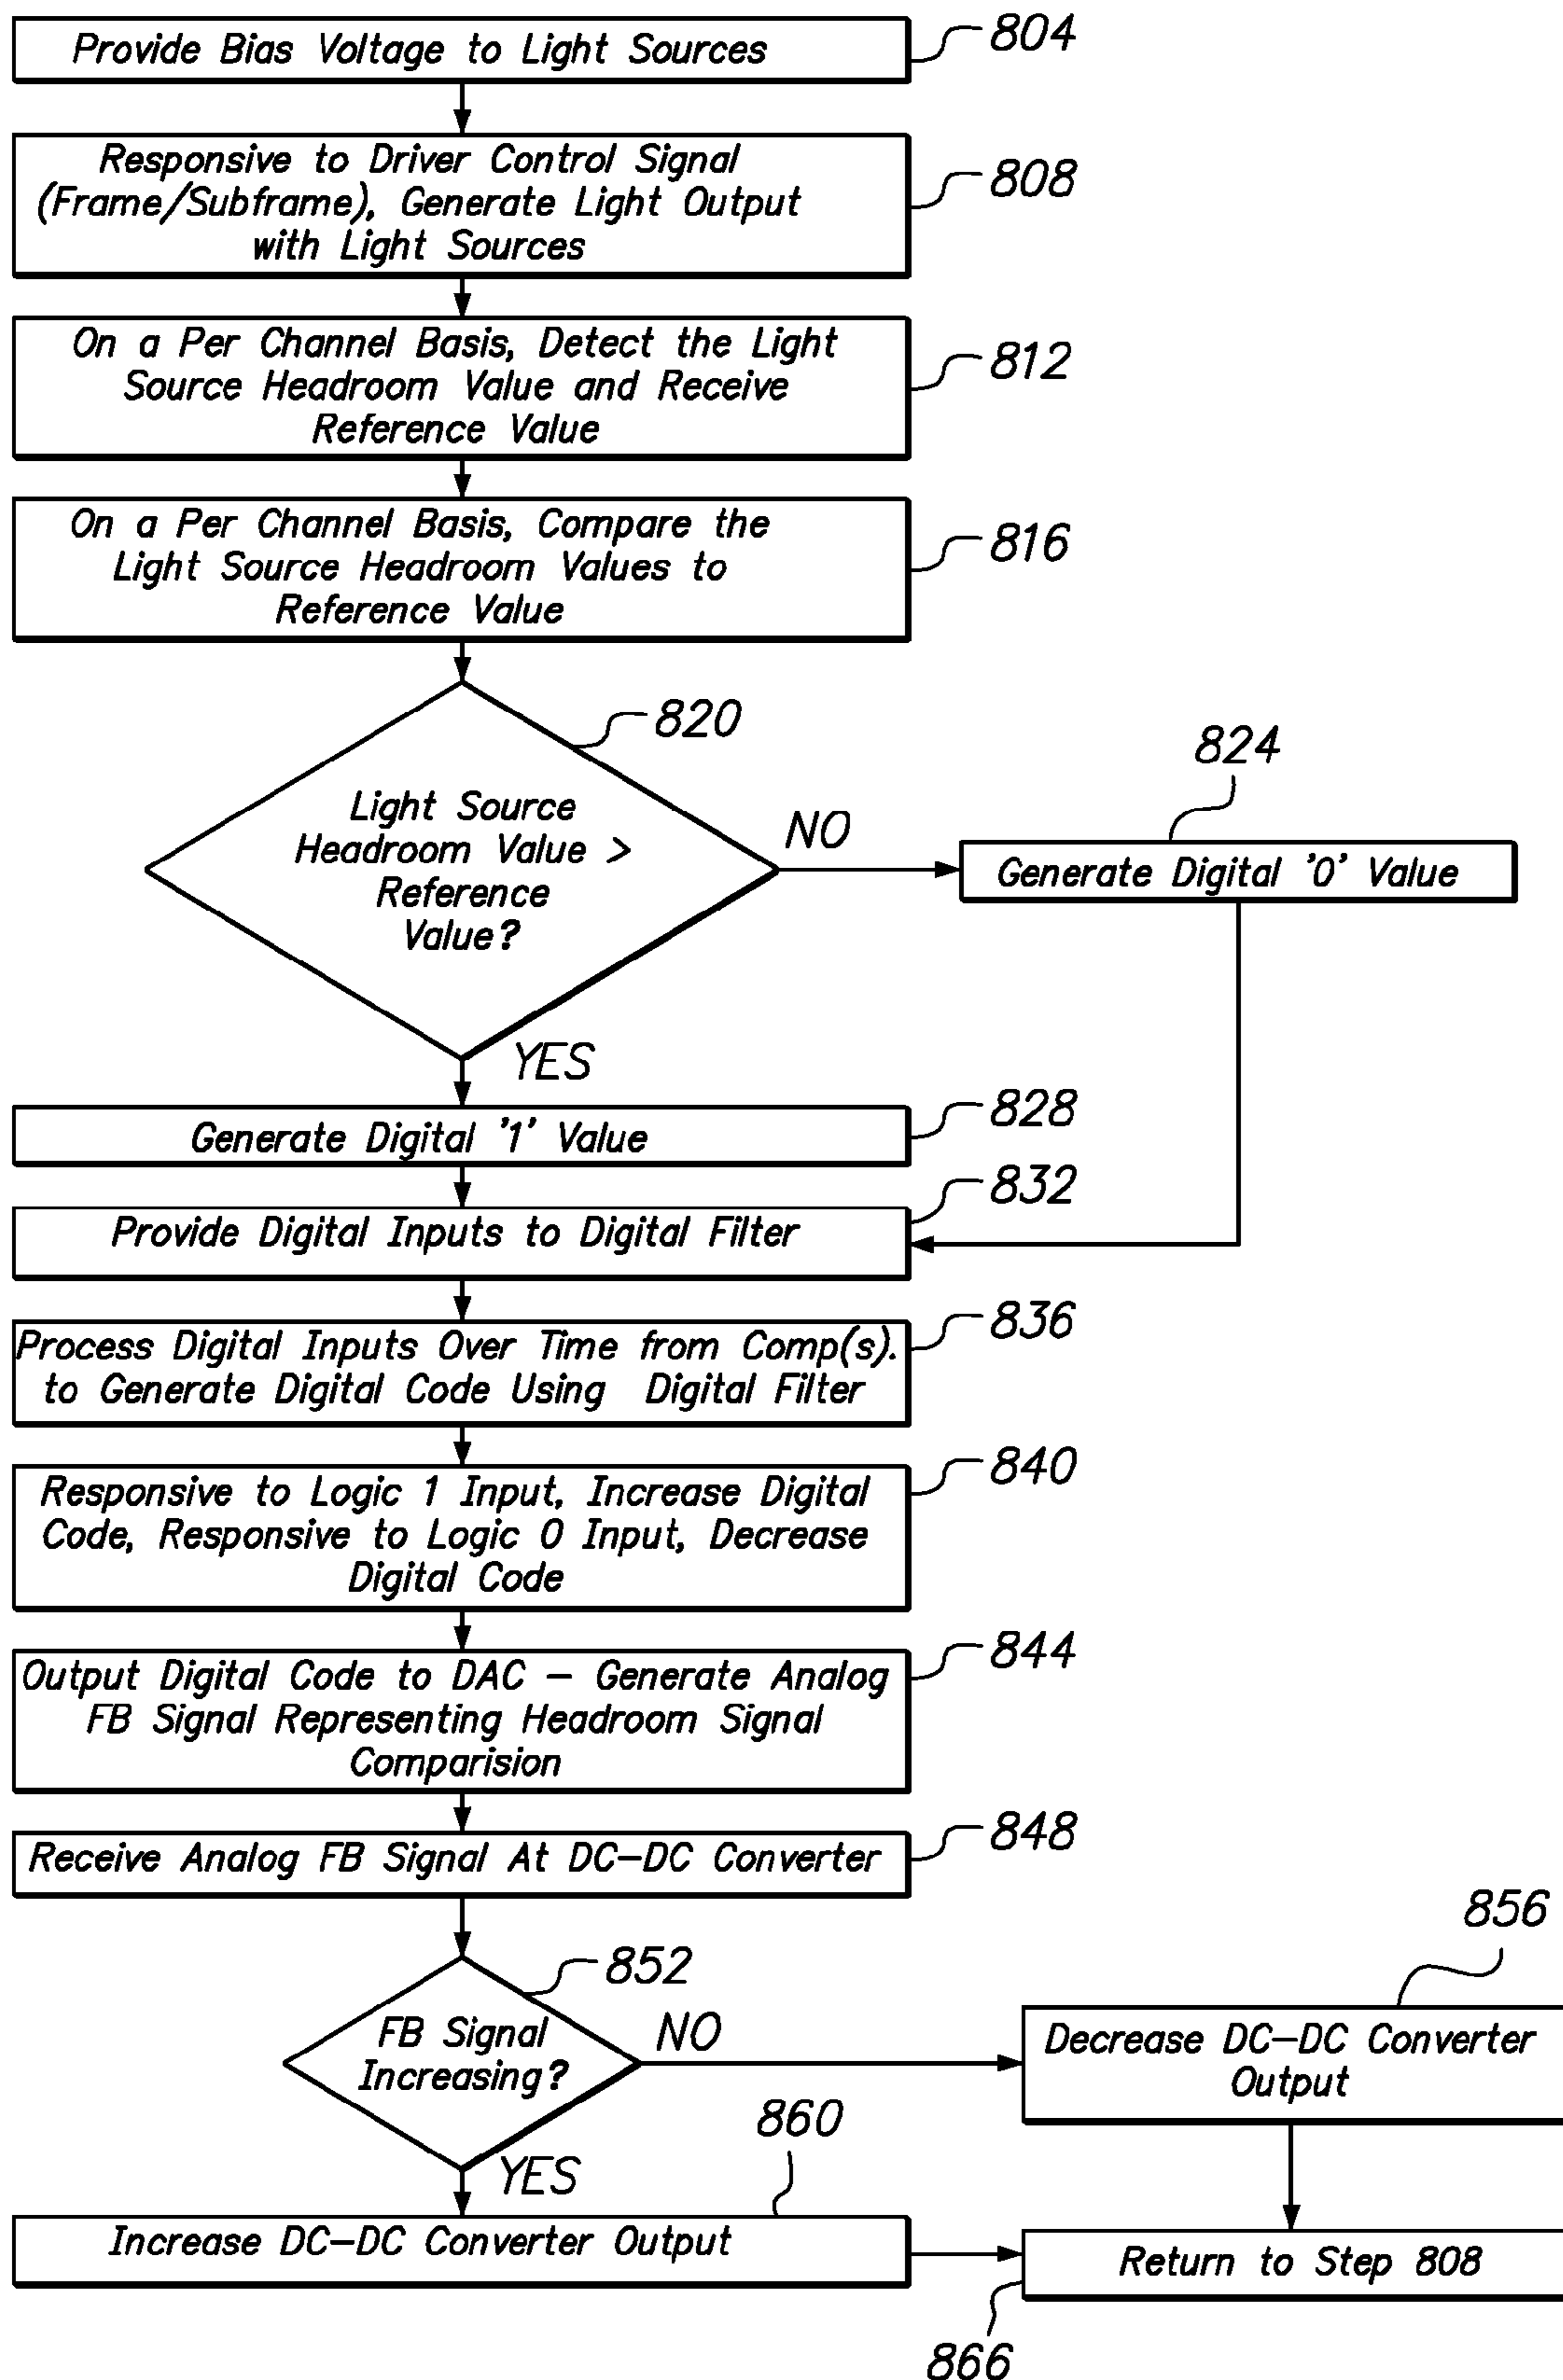 Provide Bias Voltage to Light Sources
804
Responsive to Driver Control Signal
(Frame/Subframe), Generate Light Output
with Light Sources
808
On a Per Channel Basis, Detect the Light
Source Headroom Value and Receive
Reference Value
812
On a Per Channel Basis, Compare the
Light Source Headroom Values to
Reference Value
816
820
Light Source
Headroom Value >
Reference
Value?
NO
824
Generate Digital '0' Value
YES
Generate Digital '1' Value
828
Provide Digital Inputs to Digital Filter
832
Process Digital Inputs Over Time from Comp(s).
to Generate Digital Code Using Digital Filter
836
Responsive to Logic 1 Input, Increase Digital
Code, Responsive to Logic 0 Input, Decrease
Digital Code
840
Output Digital Code to DAC – Generate Analog
FB Signal Representing Headroom Signal
Comparision
844
Receive Analog FB Signal At DC–DC Converter
848
852
FB Signal
Increasing?
NO
856
Decrease DC–DC Converter
Output
YES
860
Increase DC–DC Converter Output
Return to Step 808
866